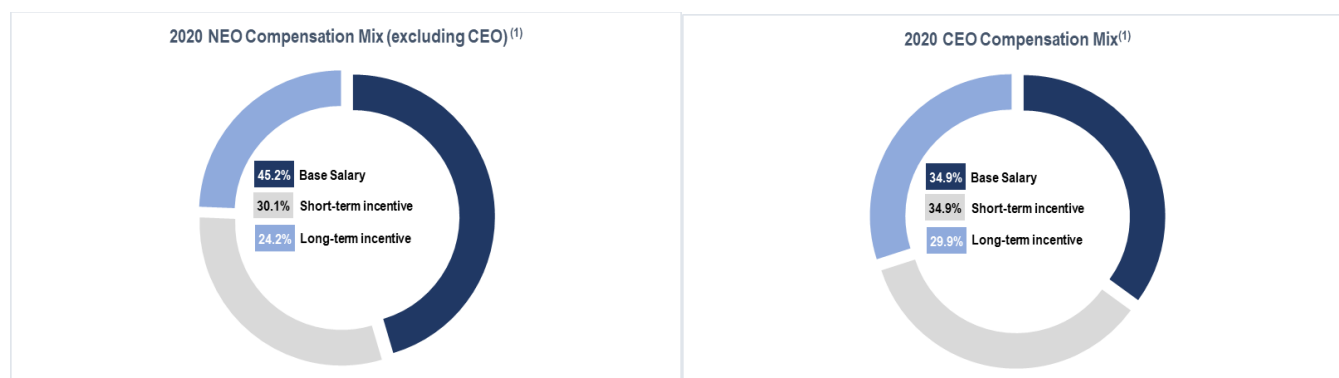 2020 NEO Compensation Mix (excluding CEO) (1)
45.2% Base Salary
30.1% Short-term incentive
24.2% Long-term incentive
2020 CEO Compensation Mix(1)
34.9% Base Salary
34.9% Short-term incentive
29.9% Long-term incentive